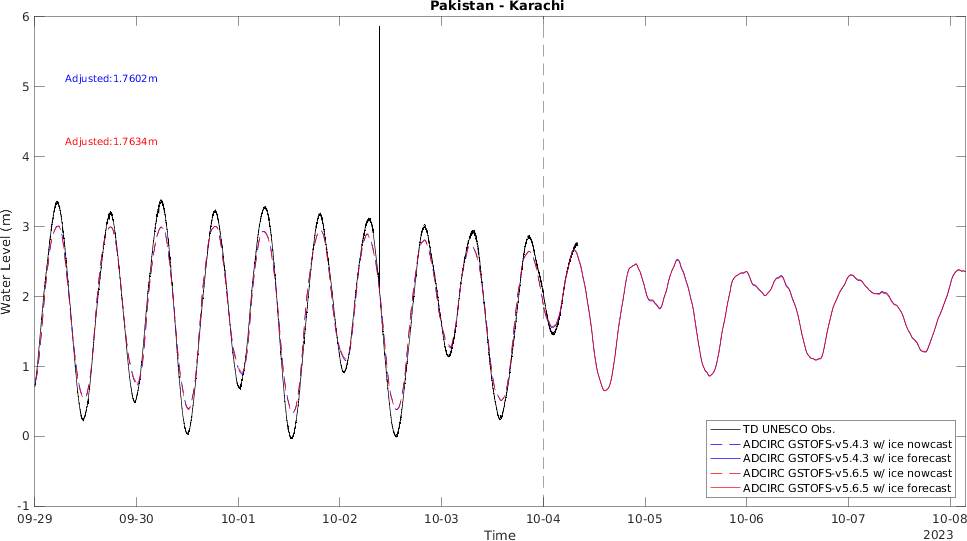 Pakistan - Karachi
6
5
4
3
2
1
0
-1
Water Level (m)
Adjusted:1.7602m
Adjusted:1.7634m
TD UNESCO Obs.
ADCIRC GSTOFS-v5.4.3 w/ ice nowcast
ADCIRC GSTOFS-v5.4.3 w/ ice forecast
ADCIRC GSTOFS-v5.6.5 w/ ice nowcast
ADCIRC GSTOFS-v5.6.5 w/ ice forecast
09-29 09-30 10-01 10-02 10-03 10-04 10-05 10-06 10-07 10-08
2023
Time